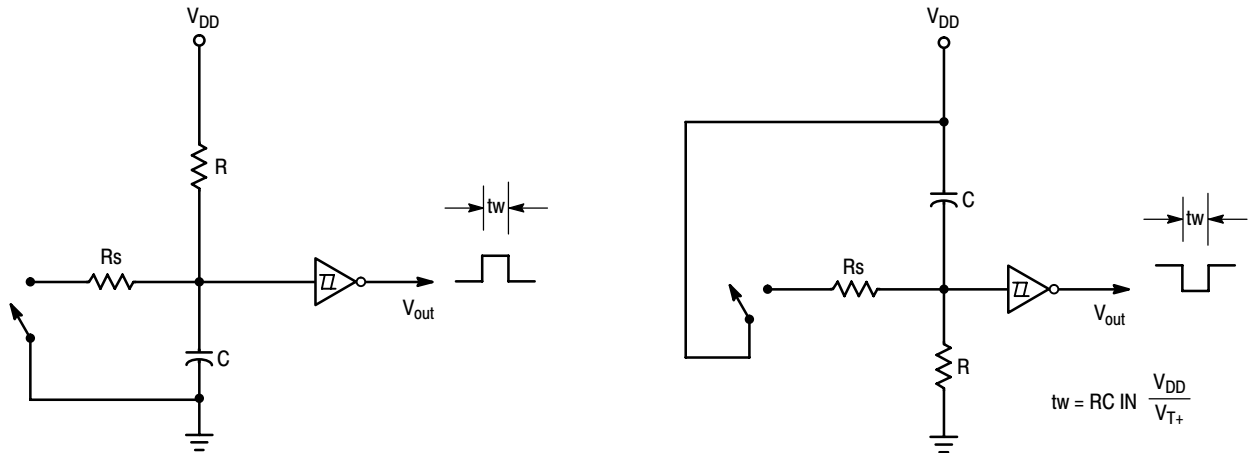 VDD
R
tw
Rs
Vout
C
VDD
C
tw
Rs
Vout
R
tw = RC IN VDD
VT+